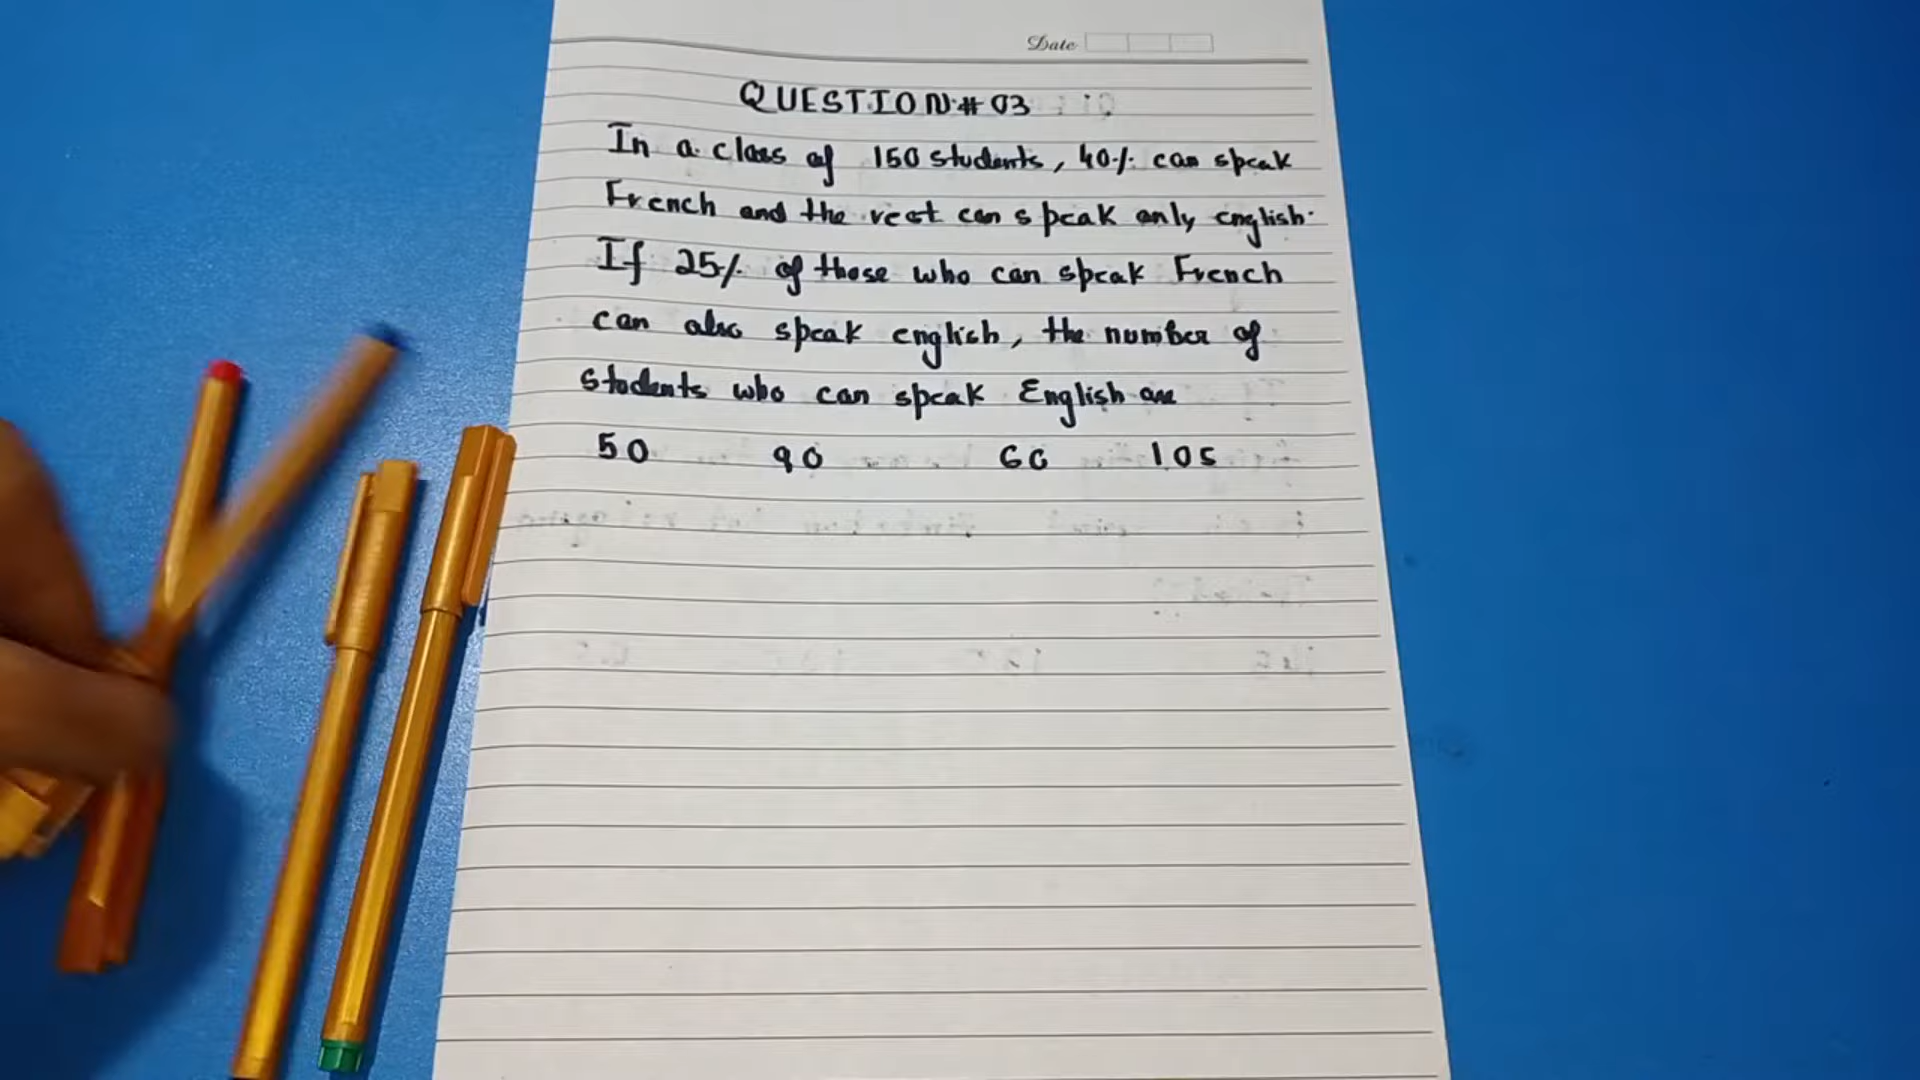 Date
QUESTION # 03
In a class of 150 students, 40% can speak
French and the rest can speak only english.
If 25% of those who can speak French
can also speak english, the number of
students who can speak English are
50 90 60 105